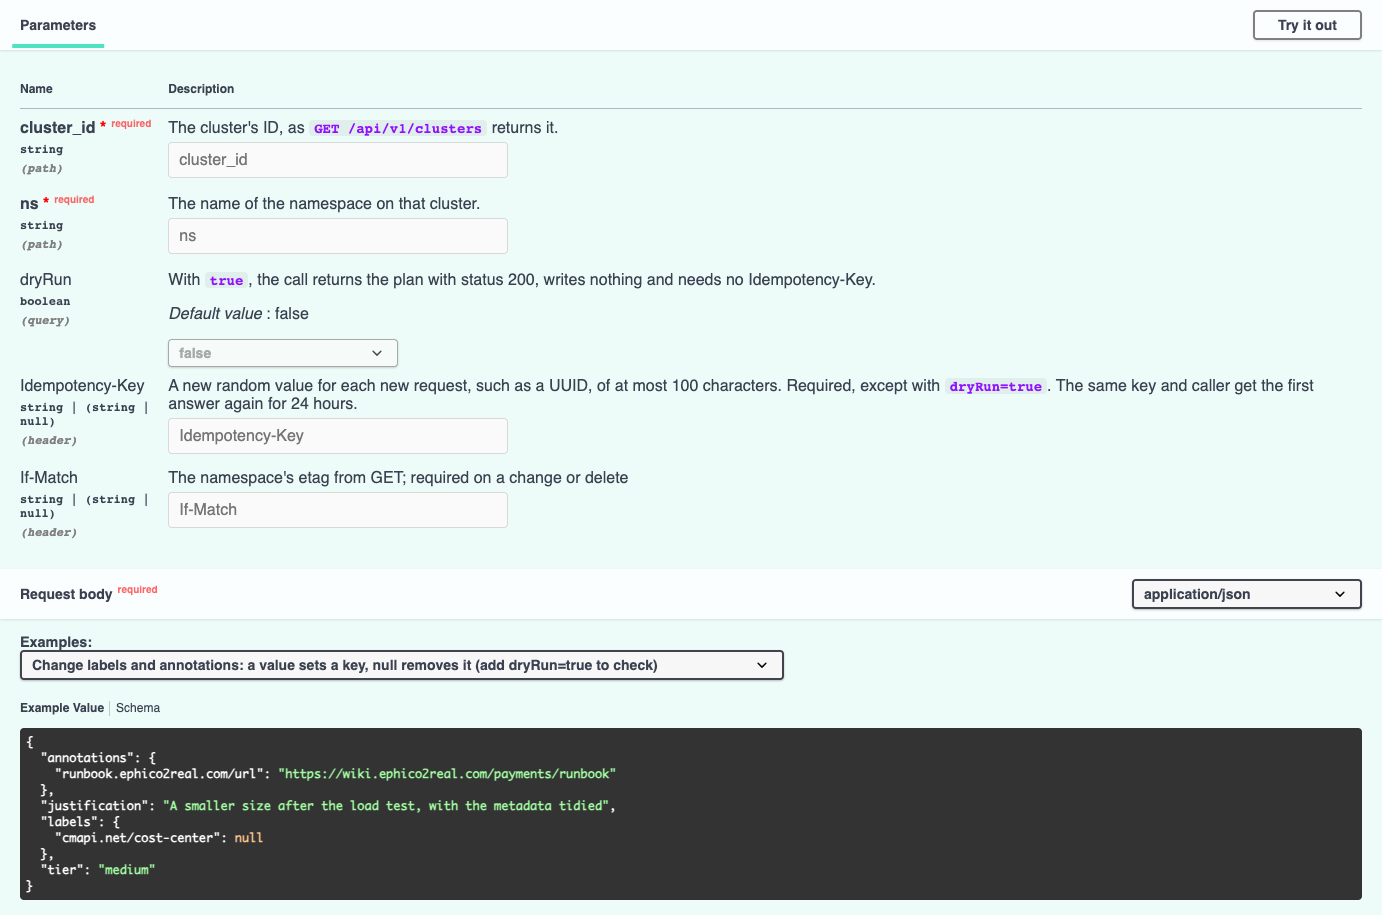 Parameters
Try it out
Name Description
cluster_id * required
string
(path)
The cluster's ID, as GET /api/v1/clusters returns it.
cluster_id
ns * required
string
(path)
The name of the namespace on that cluster.
ns
dryRun
boolean
(query)
With true , the call returns the plan with status 200, writes nothing and needs no Idempotency-Key.
Default value : false
false
Idempotency-Key
string | (string |
null)
(header)
A new random value for each new request, such as a UUID, of at most 100 characters. Required, except with dryRun=true . The same key and caller get the first
answer again for 24 hours.
Idempotency-Key
If-Match
string | (string |
null)
(header)
The namespace's etag from GET; required on a change or delete
If-Match
Request body required
application/json
Examples:
Change labels and annotations: a value sets a key, null removes it (add dryRun=true to check)
Example Value | Schema
{
  "annotations": {
    "runbook.ephico2real.com/url": "https://wiki.ephico2real.com/payments/runbook"
  },
  "justification": "A smaller size after the load test, with the metadata tidied",
  "labels": {
    "cmapi.net/cost-center": null
  },
  "tier": "medium"
}